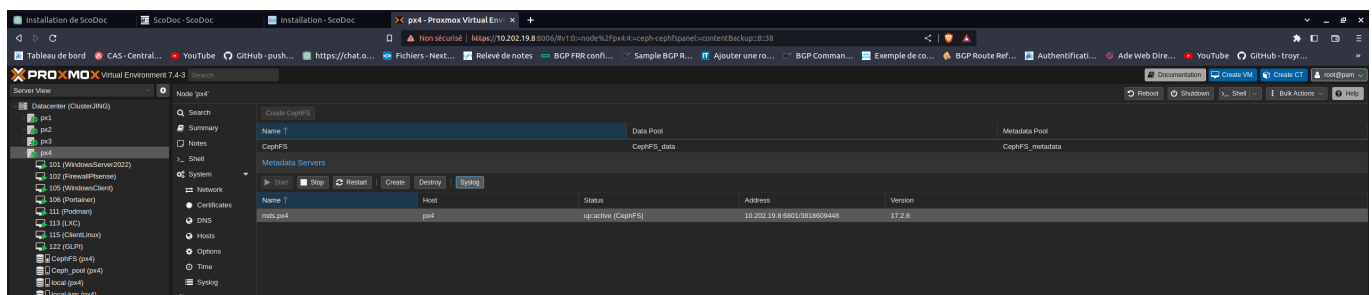 Installation de ScoDoc
ScoDoc - ScoDoc
Installation - ScoDoc
px4 - Proxmox Virtual Envi
Non sécurisé | https://10.202.19.8:8006/#v1:0:=node%2Fpx4:4:=ceph-cephfspanel:=contentBackup::8::38
Tableau de bord CAS - Central... YouTube GitHub - push... https://chat.o... Fichiers - Next... Relevé de notes BGP FRR confi... Sample BGP R... Ajouter une ro... BGP Comman... Exemple de co... BGP Route Ref... Authentificati... Ade Web Dire... YouTube GitHub - troyr... »
PROXMOX Virtual Environment 7.4-3 Search Documentation Create VM Create CT root@pam
Server View Node 'px4' Reboot Shutdown Shell Bulk Actions Help
Datacenter (ClusterJING)
px1
px2
px3
px4
101 (WindowsServer2022)
102 (FirewallPfsense)
105 (WindowsClient)
106 (Portainer)
111 (Podman)
113 (LXC)
115 (ClientLinux)
122 (GLPI)
CephFS (px4)
Ceph_pool (px4)
local (px4)
local-lvm (px4)
Search
Summary
Notes
Shell
System
Network
Certificates
DNS
Hosts
Options
Time
Syslog
Create CephFS
Name ↑ Data Pool Metadata Pool
CephFS CephFS_data CephFS_metadata
Metadata Servers
Start Stop Restart Create Destroy Syslog
Name ↑ Host Status Address Version
mds.px4 px4 up:active (CephFS) 10.202.19.8:6801/3818609448 17.2.6